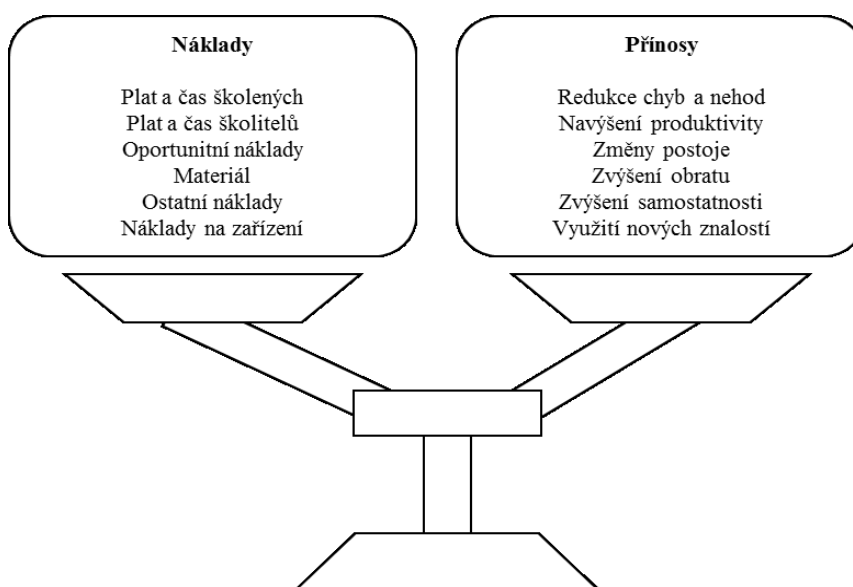 Náklady
Plat a čas školených
Plat a čas školitelů
Oportunitní náklady
Materiál
Ostatní náklady
Náklady na zařízení
Přínosy
Redukce chyb a nehod
Navýšení produktivity
Změny postoje
Zvýšení obratu
Zvýšení samostatnosti
Využití nových znalostí